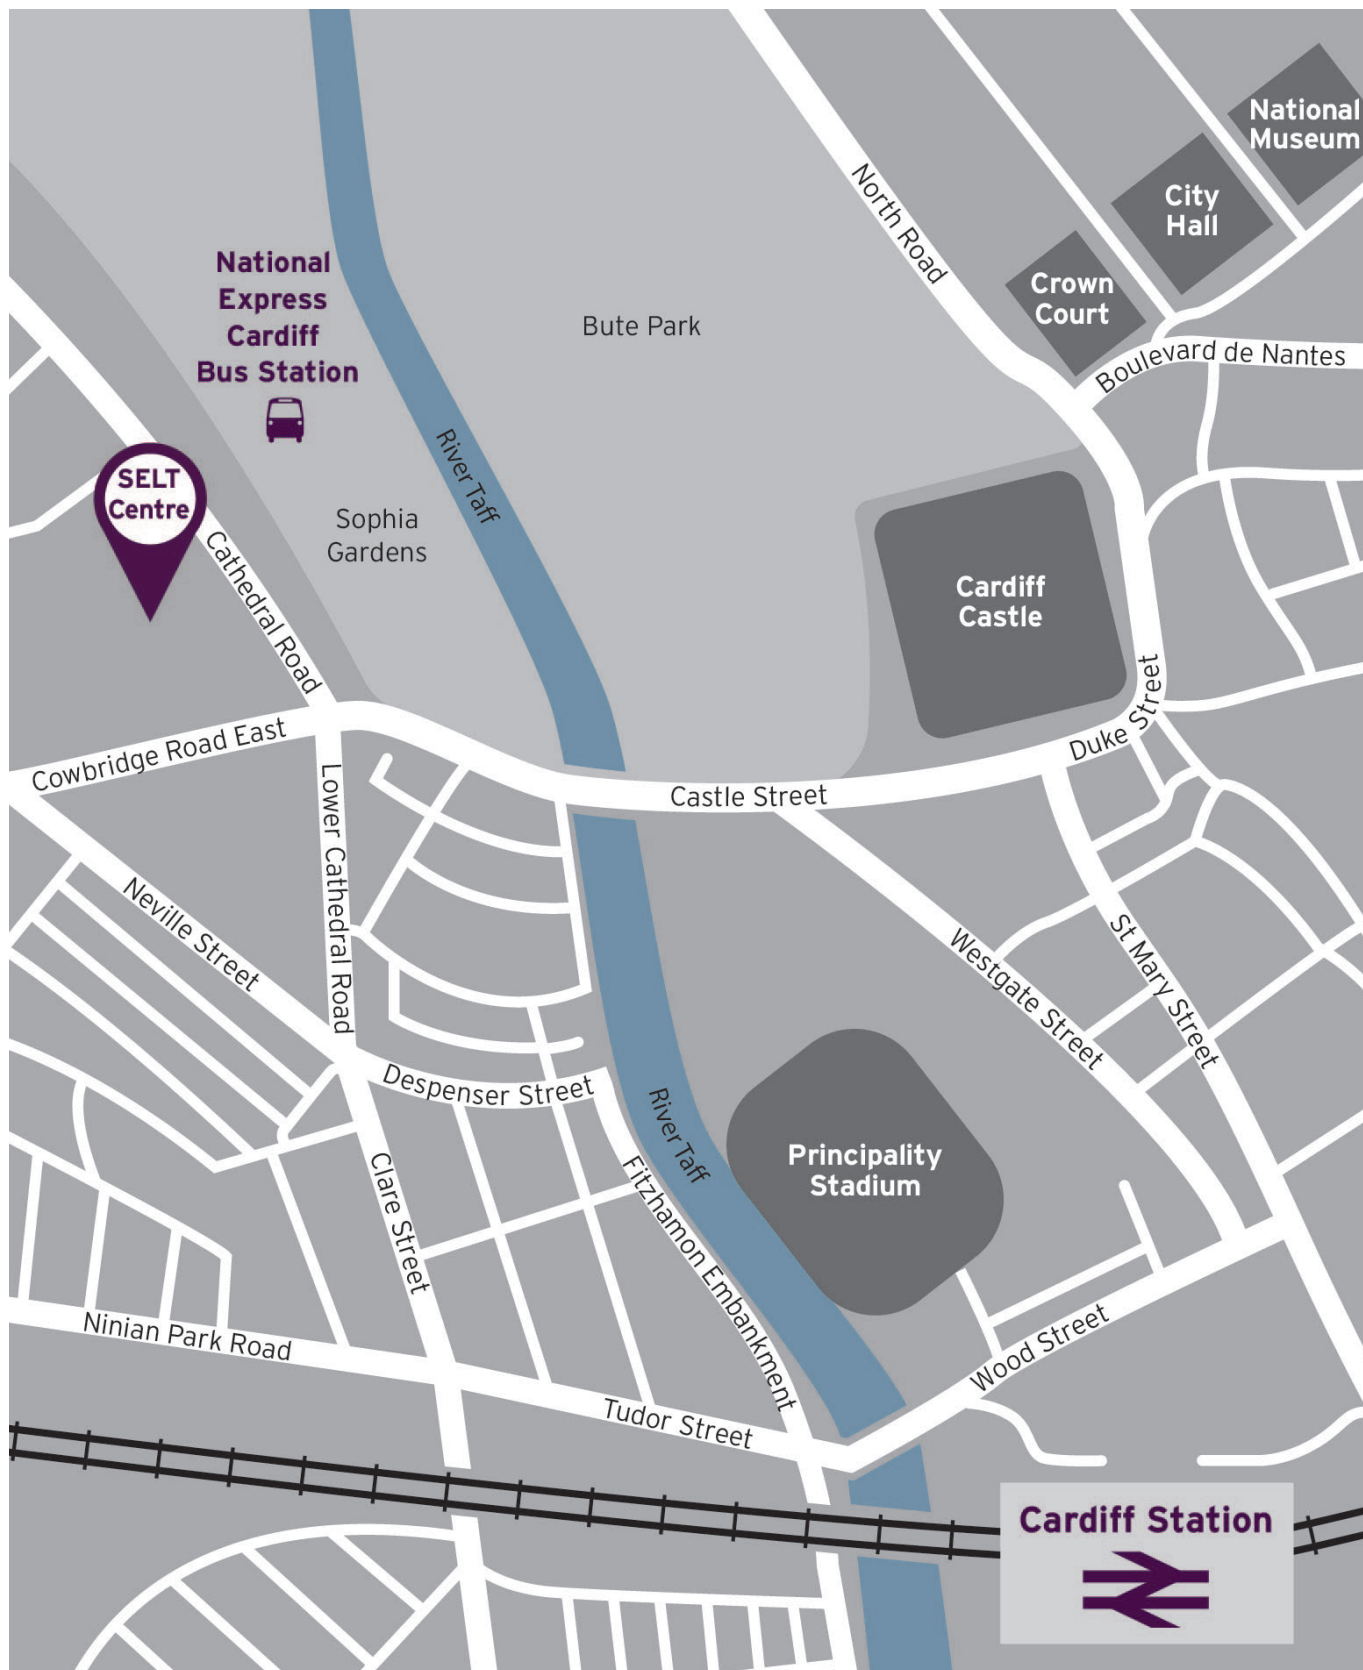 National
Museum
City
Hall
North Road
Crown
Court
National
Express
Cardiff
Bus Station
Bute Park
Boulevard de Nantes
River Taff
SELT
Centre
Sophia
Gardens
Cathedral Road
Cardiff
Castle
Duke Street
Cowbridge Road East
Castle Street
Lower Cathedral Road
Neville Street
Westgate Street
St Mary Street
Despenser Street
River Taff
Principality
Stadium
Clare Street
Fitzhamon Embankment
Ninian Park Road
Wood Street
Tudor Street
Cardiff Station